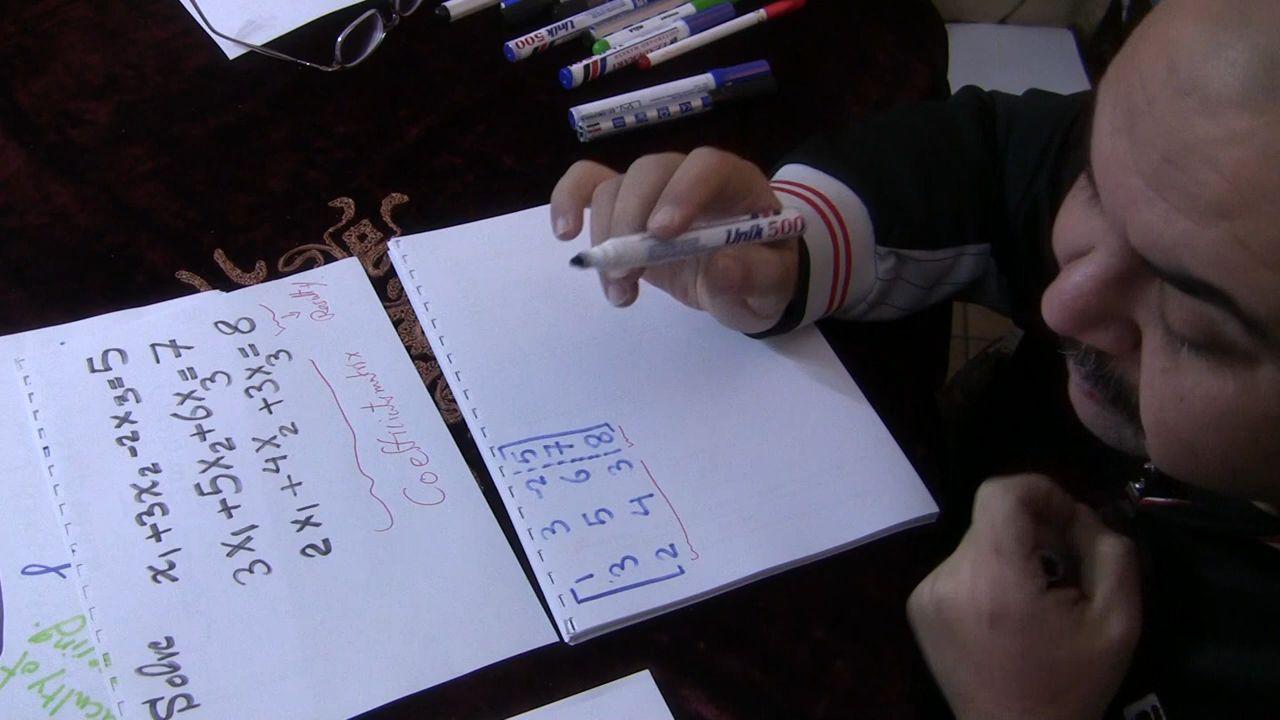 Solve x₁+3x₂-2x₃=5
3x₁+5x₂+6x₃=7
2x₁+4x₂+3x₃=8
Coefficient matrix
Results
1 3 -2 5
3 5 6 7
2 4 3 8
Unik 500
Unik 500